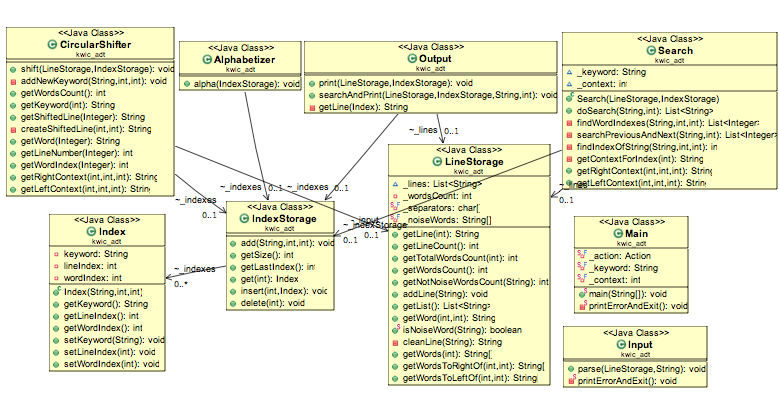 <<Java Class>>
CircularShifter
kwic_adt
shift(LineStorage,IndexStorage): void
addNewKeyword(String,int,int): void
getWordsCount(): int
getKeyword(int): String
getShiftedLine(Integer): String
createShiftedLine(int,int): String
getWord(Integer): String
getLineNumber(Integer): int
getWordIndex(Integer): int
getRightContext(int,int,int): String
getLeftContext(int,int,int): String
<<Java Class>>
Alphabetizer
kwic_adt
alpha(IndexStorage): void
<<Java Class>>
Output
kwic_adt
print(LineStorage,IndexStorage): void
searchAndPrint(LineStorage,IndexStorage,String,int): void
getLine(Index): String
<<Java Class>>
Search
kwic_adt
_keyword: String
_context: int
Search(LineStorage,IndexStorage)
doSearch(String,int): List<String>
findWordIndexes(String,int,int): List<Integer>
searchPreviousAndNext(String,int): List<Integer>
findIndexOfString(String,int,int): int
getContextForIndex(int): String
getRightContext(int,int,int): String
getLeftContext(int,int,int): String
~_lines
0..1
~_lines
0..1
~_indexes
0..1
~_indexes
0..1
~_indexes
0..1
~_input
0..1
~_indexStorage
0..1
<<Java Class>>
LineStorage
kwic_adt
_lines: List<String>
_wordsCount: int
_separators: char[]
_noiseWords: String[]
getLine(int): String
getLineCount(): int
getTotalWordsCount(int): int
getWordsCount(): int
getNotNoiseWordsCount(String): int
addLine(String): void
getList(): List<String>
getWord(int,int): String
isNoiseWord(String): boolean
cleanLine(String): String
getWords(int): String[]
getWordsToRightOf(int,int): String[]
getWordsToLeftOf(int,int): String[]
<<Java Class>>
IndexStorage
kwic_adt
add(String,int,int): void
getSize(): int
getLastIndex(): int
get(int): Index
insert(int,Index): void
delete(int): void
~_indexes
0..*
<<Java Class>>
Index
kwic_adt
keyword: String
lineIndex: int
wordIndex: int
Index(String,int,int)
getKeyword(): String
getLineIndex(): int
getWordIndex(): int
setKeyword(String): void
setLineIndex(int): void
setWordIndex(int): void
<<Java Class>>
Main
kwic_adt
_action: Action
_keyword: String
_context: int
main(String[]): void
printErrorAndExit(): void
<<Java Class>>
Input
kwic_adt
parse(LineStorage,String): void
printErrorAndExit(): void